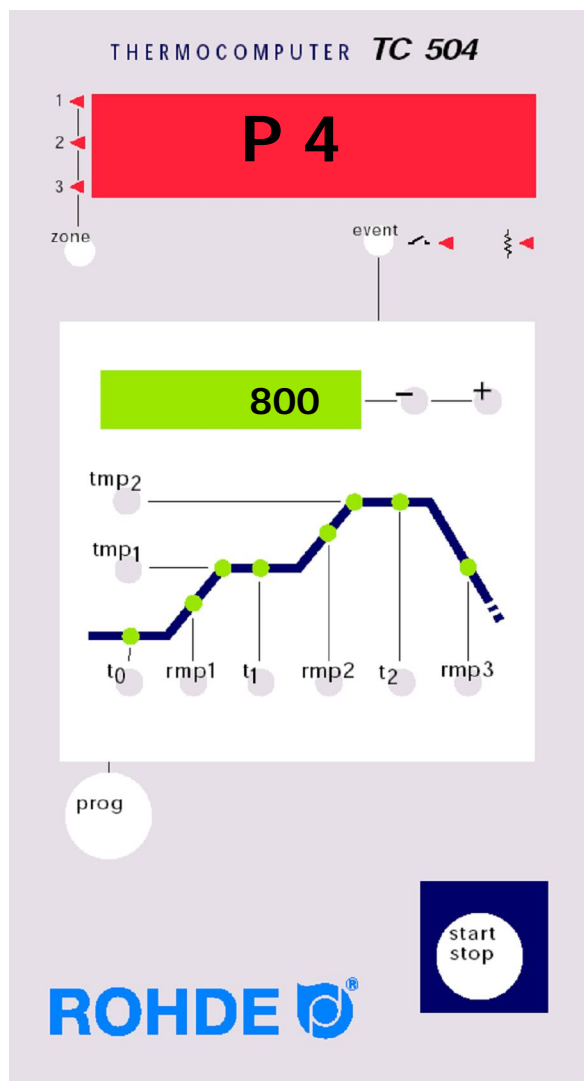 THERMOCOMPUTER TC 504
1
P 4
2
3
zone
event
800
- +
tmp2
tmp1
t0 rmp1 t1 rmp2 t2 rmp3
prog
start
stop
ROHDE ®